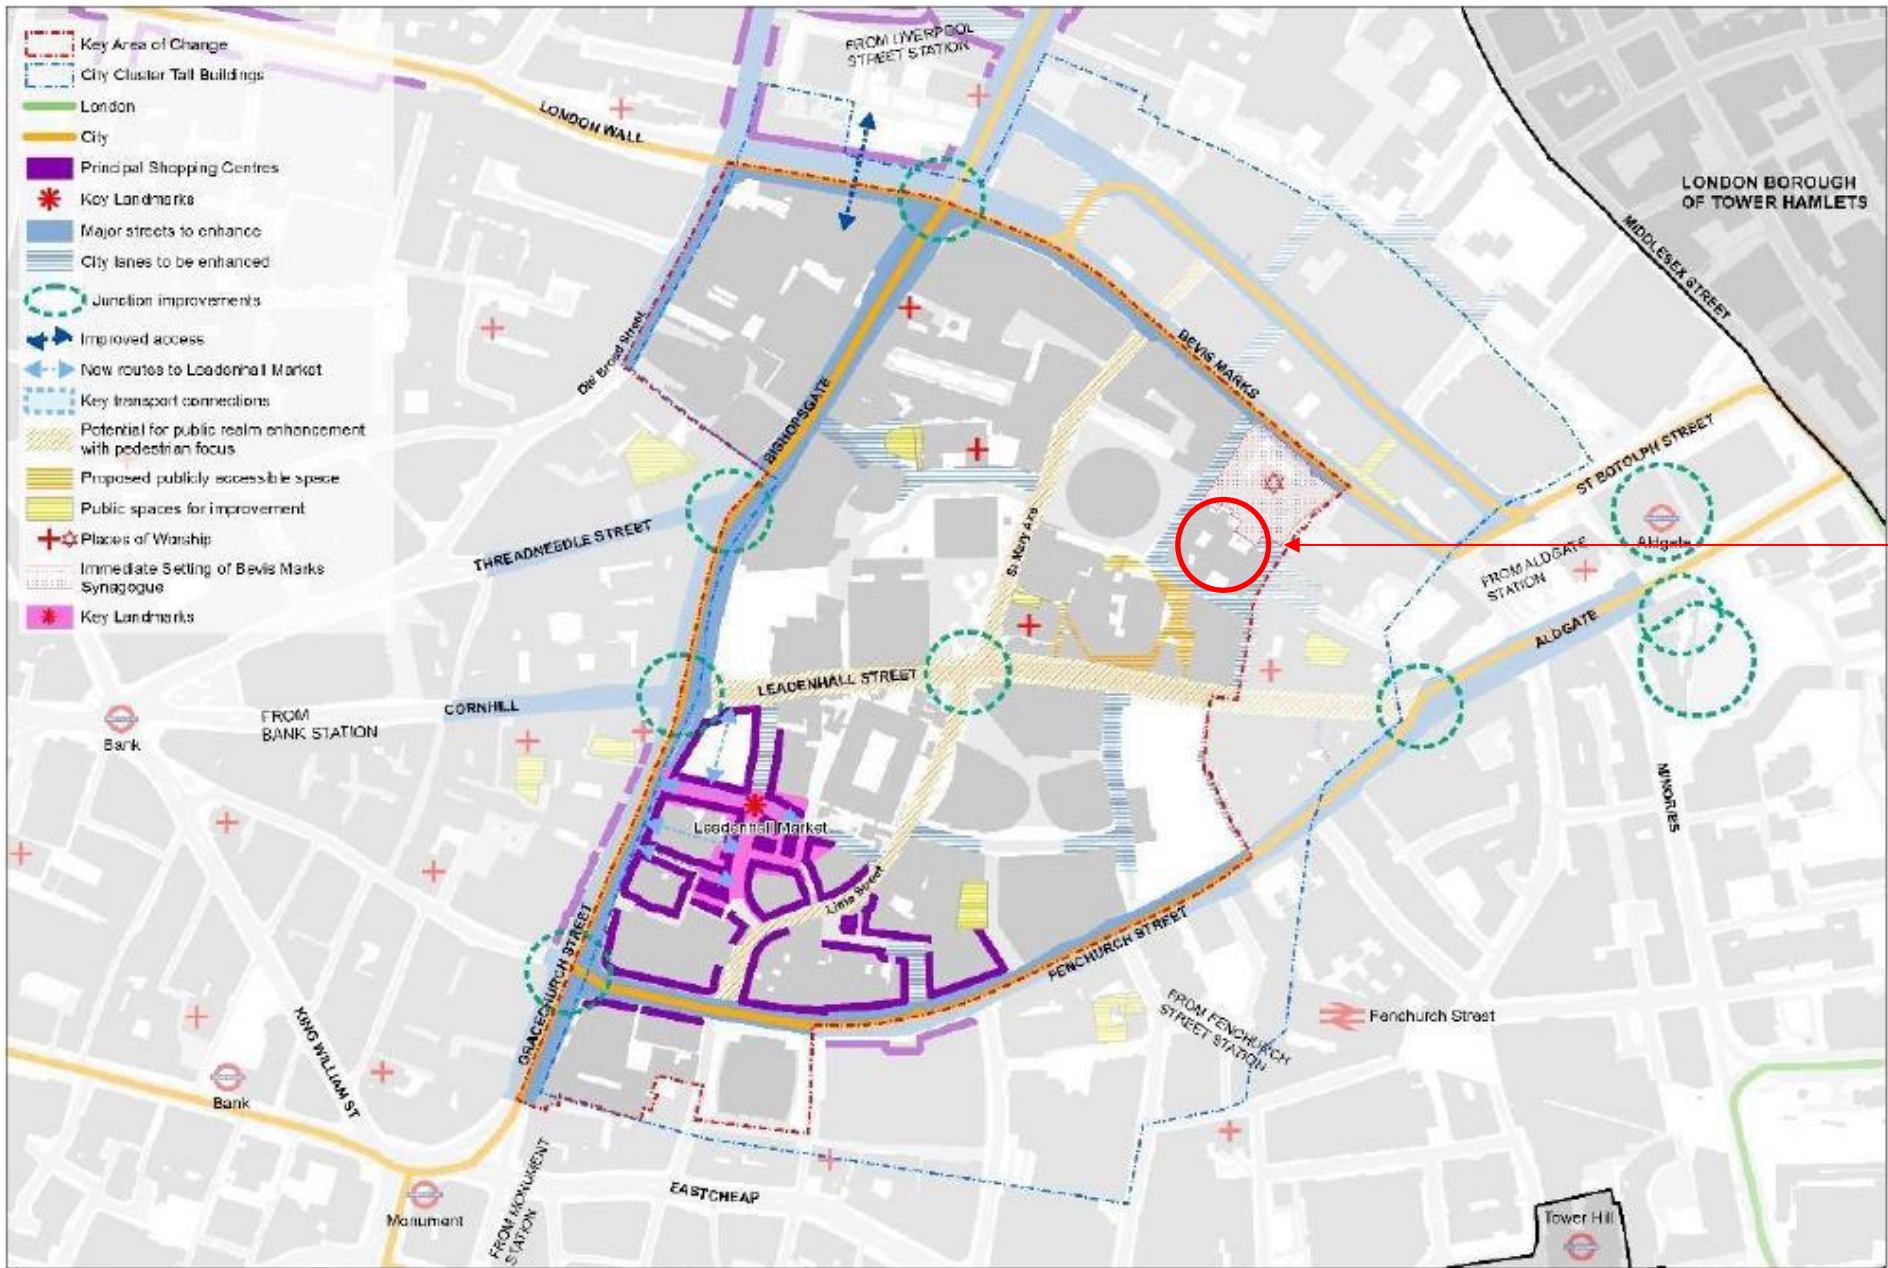 Key Area of Change
City Cluster Tall Buildings
London
City
Principal Shopping Centres
Key Landmarks
Major streets to enhance
City lanes to be enhanced
Junction improvements
Improved access
New routes to Leadenhall Market
Key transport connections
Potential for public realm enhancement
with pedestrian focus
Proposed publicly accessible space
Public spaces for improvement
Places of Worship
Immediate Setting of Bevis Marks
Synagogue
Key Landmarks
FROM LIVERPOOL
STREET STATION
LONDON WALL
LONDON BOROUGH
OF TOWER HAMLETS
MIDDLESEX STREET
Old Broad Street
BEVIS MARKS
BISHOPSGATE
ST BOTOLPH STREET
THREADNEEDLE STREET
St Mary Axe
Aldgate
FROM ALDGATE
STATION
ALDGATE
LEADENHALL STREET
CORNHILL
FROM
BANK STATION
Bank
MINORIES
Leadenhall Market
Lime Street
GRACECHURCH STREET
FENCHURCH STREET
FROM FENCHURCH
STREET STATION
Fenchurch Street
KING WILLIAM ST
Bank
FROM MONUMENT
STATION
EASTCHEAP
Monument
Tower Hill